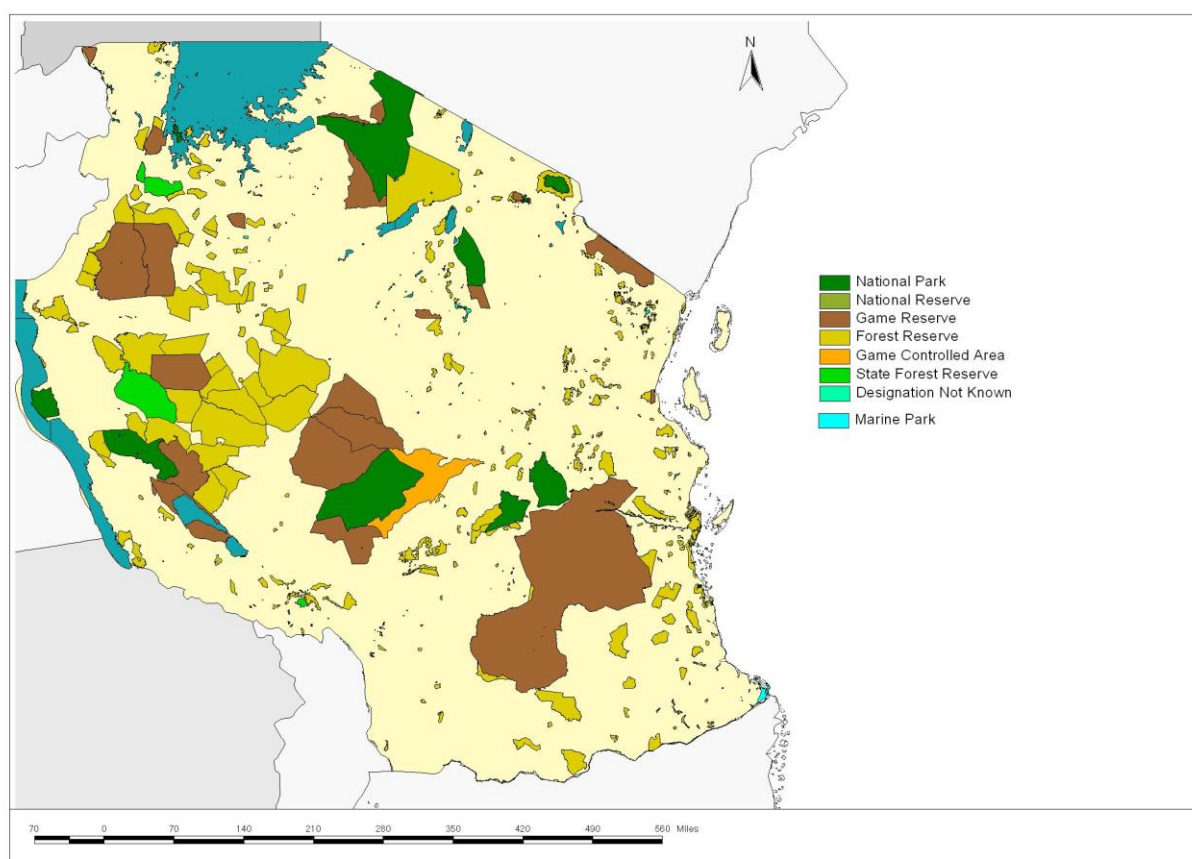 N
National Park
National Reserve
Game Reserve
Forest Reserve
Game Controlled Area
State Forest Reserve
Designation Not Known
Marine Park
70 0 70 140 210 280 350 420 490 560 Miles